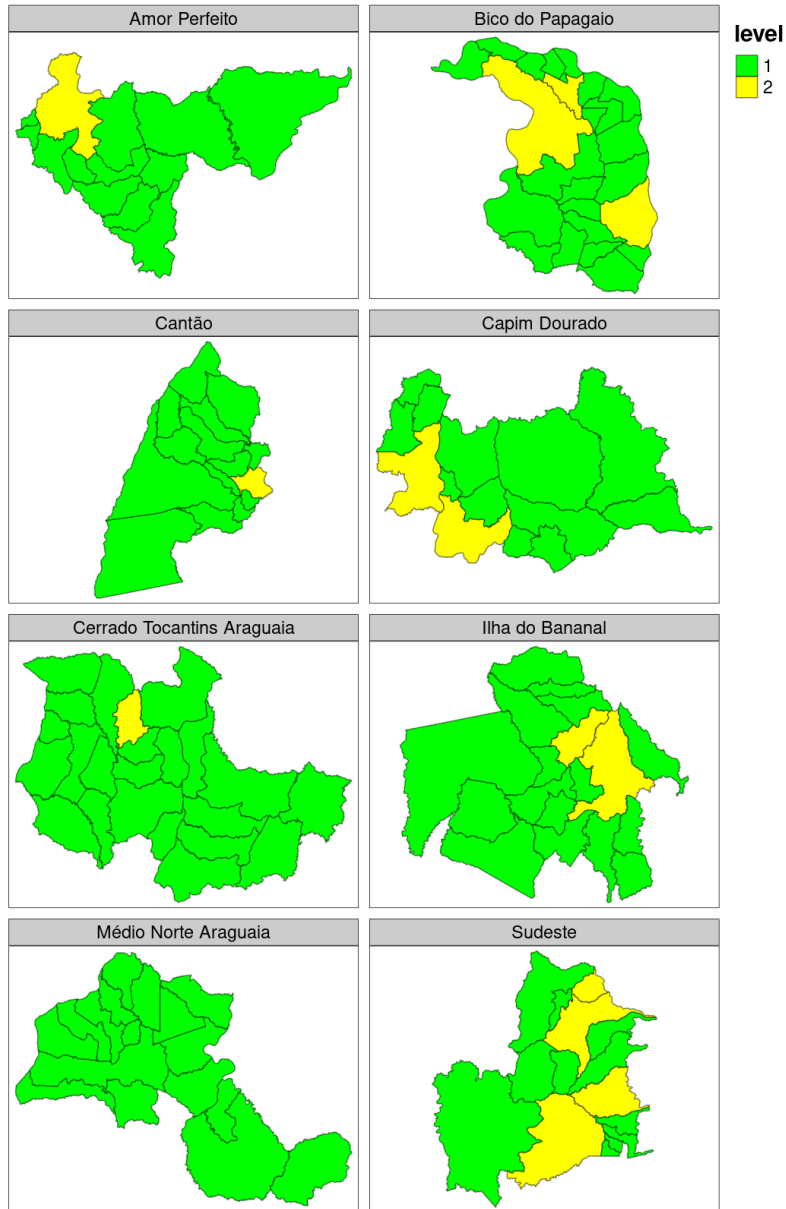 Amor Perfeito
Bico do Papagaio
level
1
2
Cantão
Capim Dourado
Cerrado Tocantins Araguaia
Ilha do Bananal
Médio Norte Araguaia
Sudeste